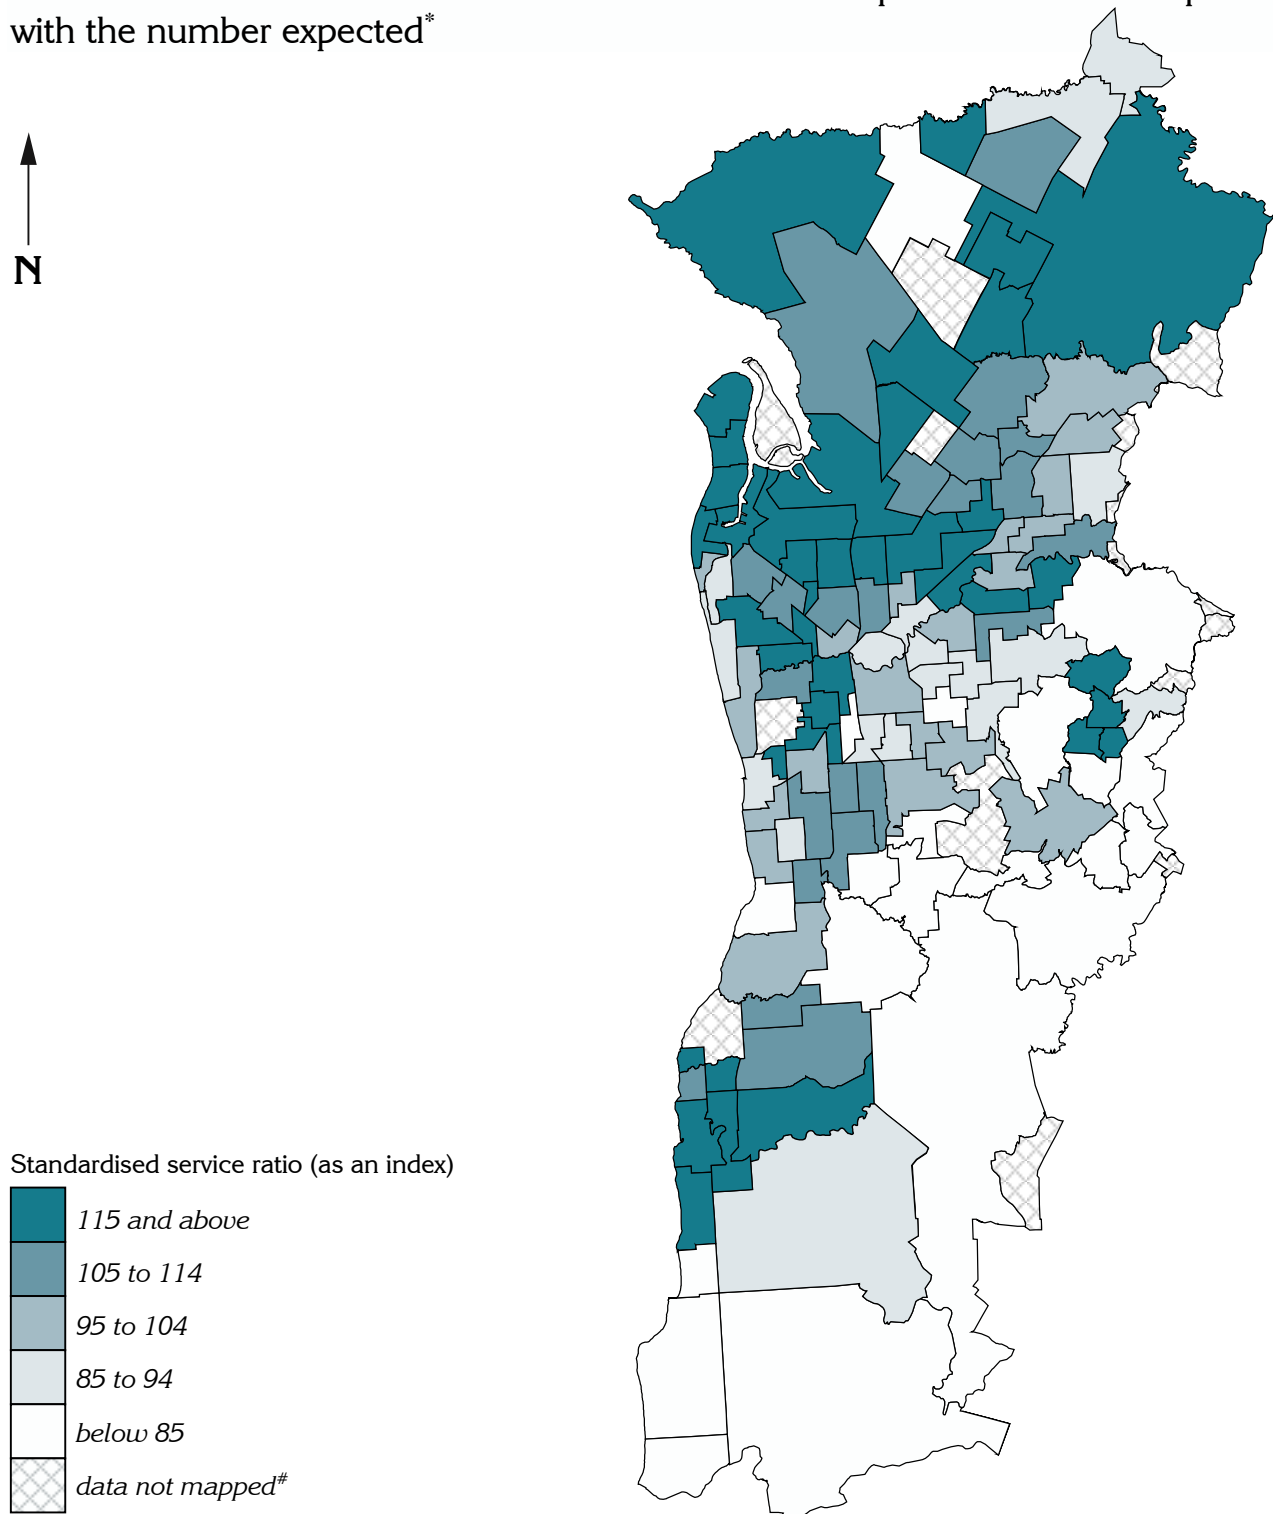 with the number expected*
N
Standardised service ratio (as an index)
115 and above
105 to 114
95 to 104
85 to 94
below 85
data not mapped#